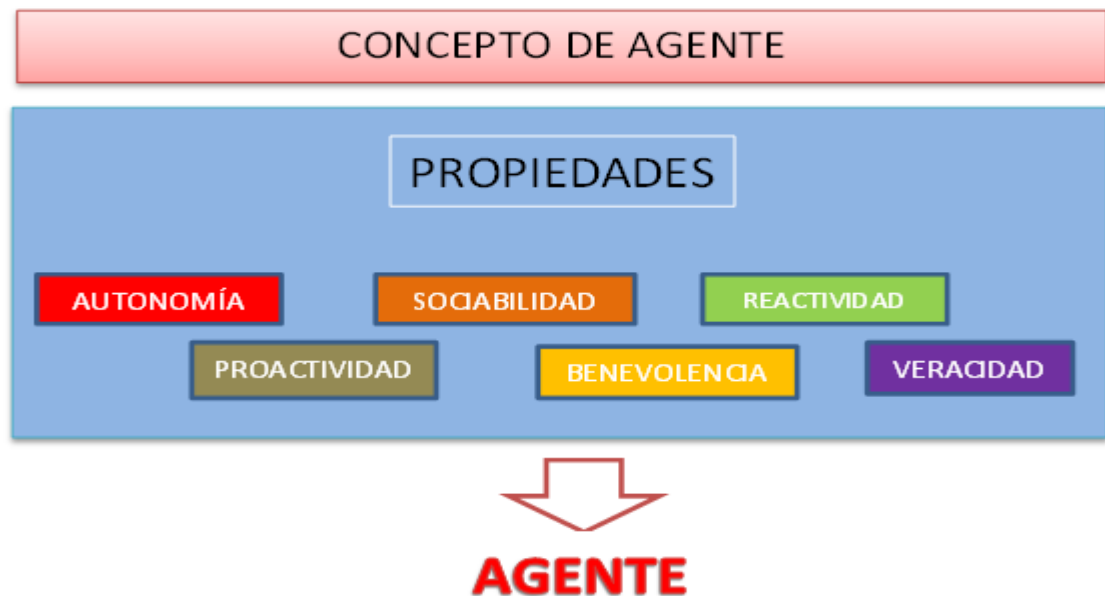 CONCEPTO DE AGENTE
PROPIEDADES
AUTONOMÍA
SOCIABILIDAD
REACTIVIDAD
PROACTIVIDAD
BENEVOLENCIA
VERACIDAD
AGENTE